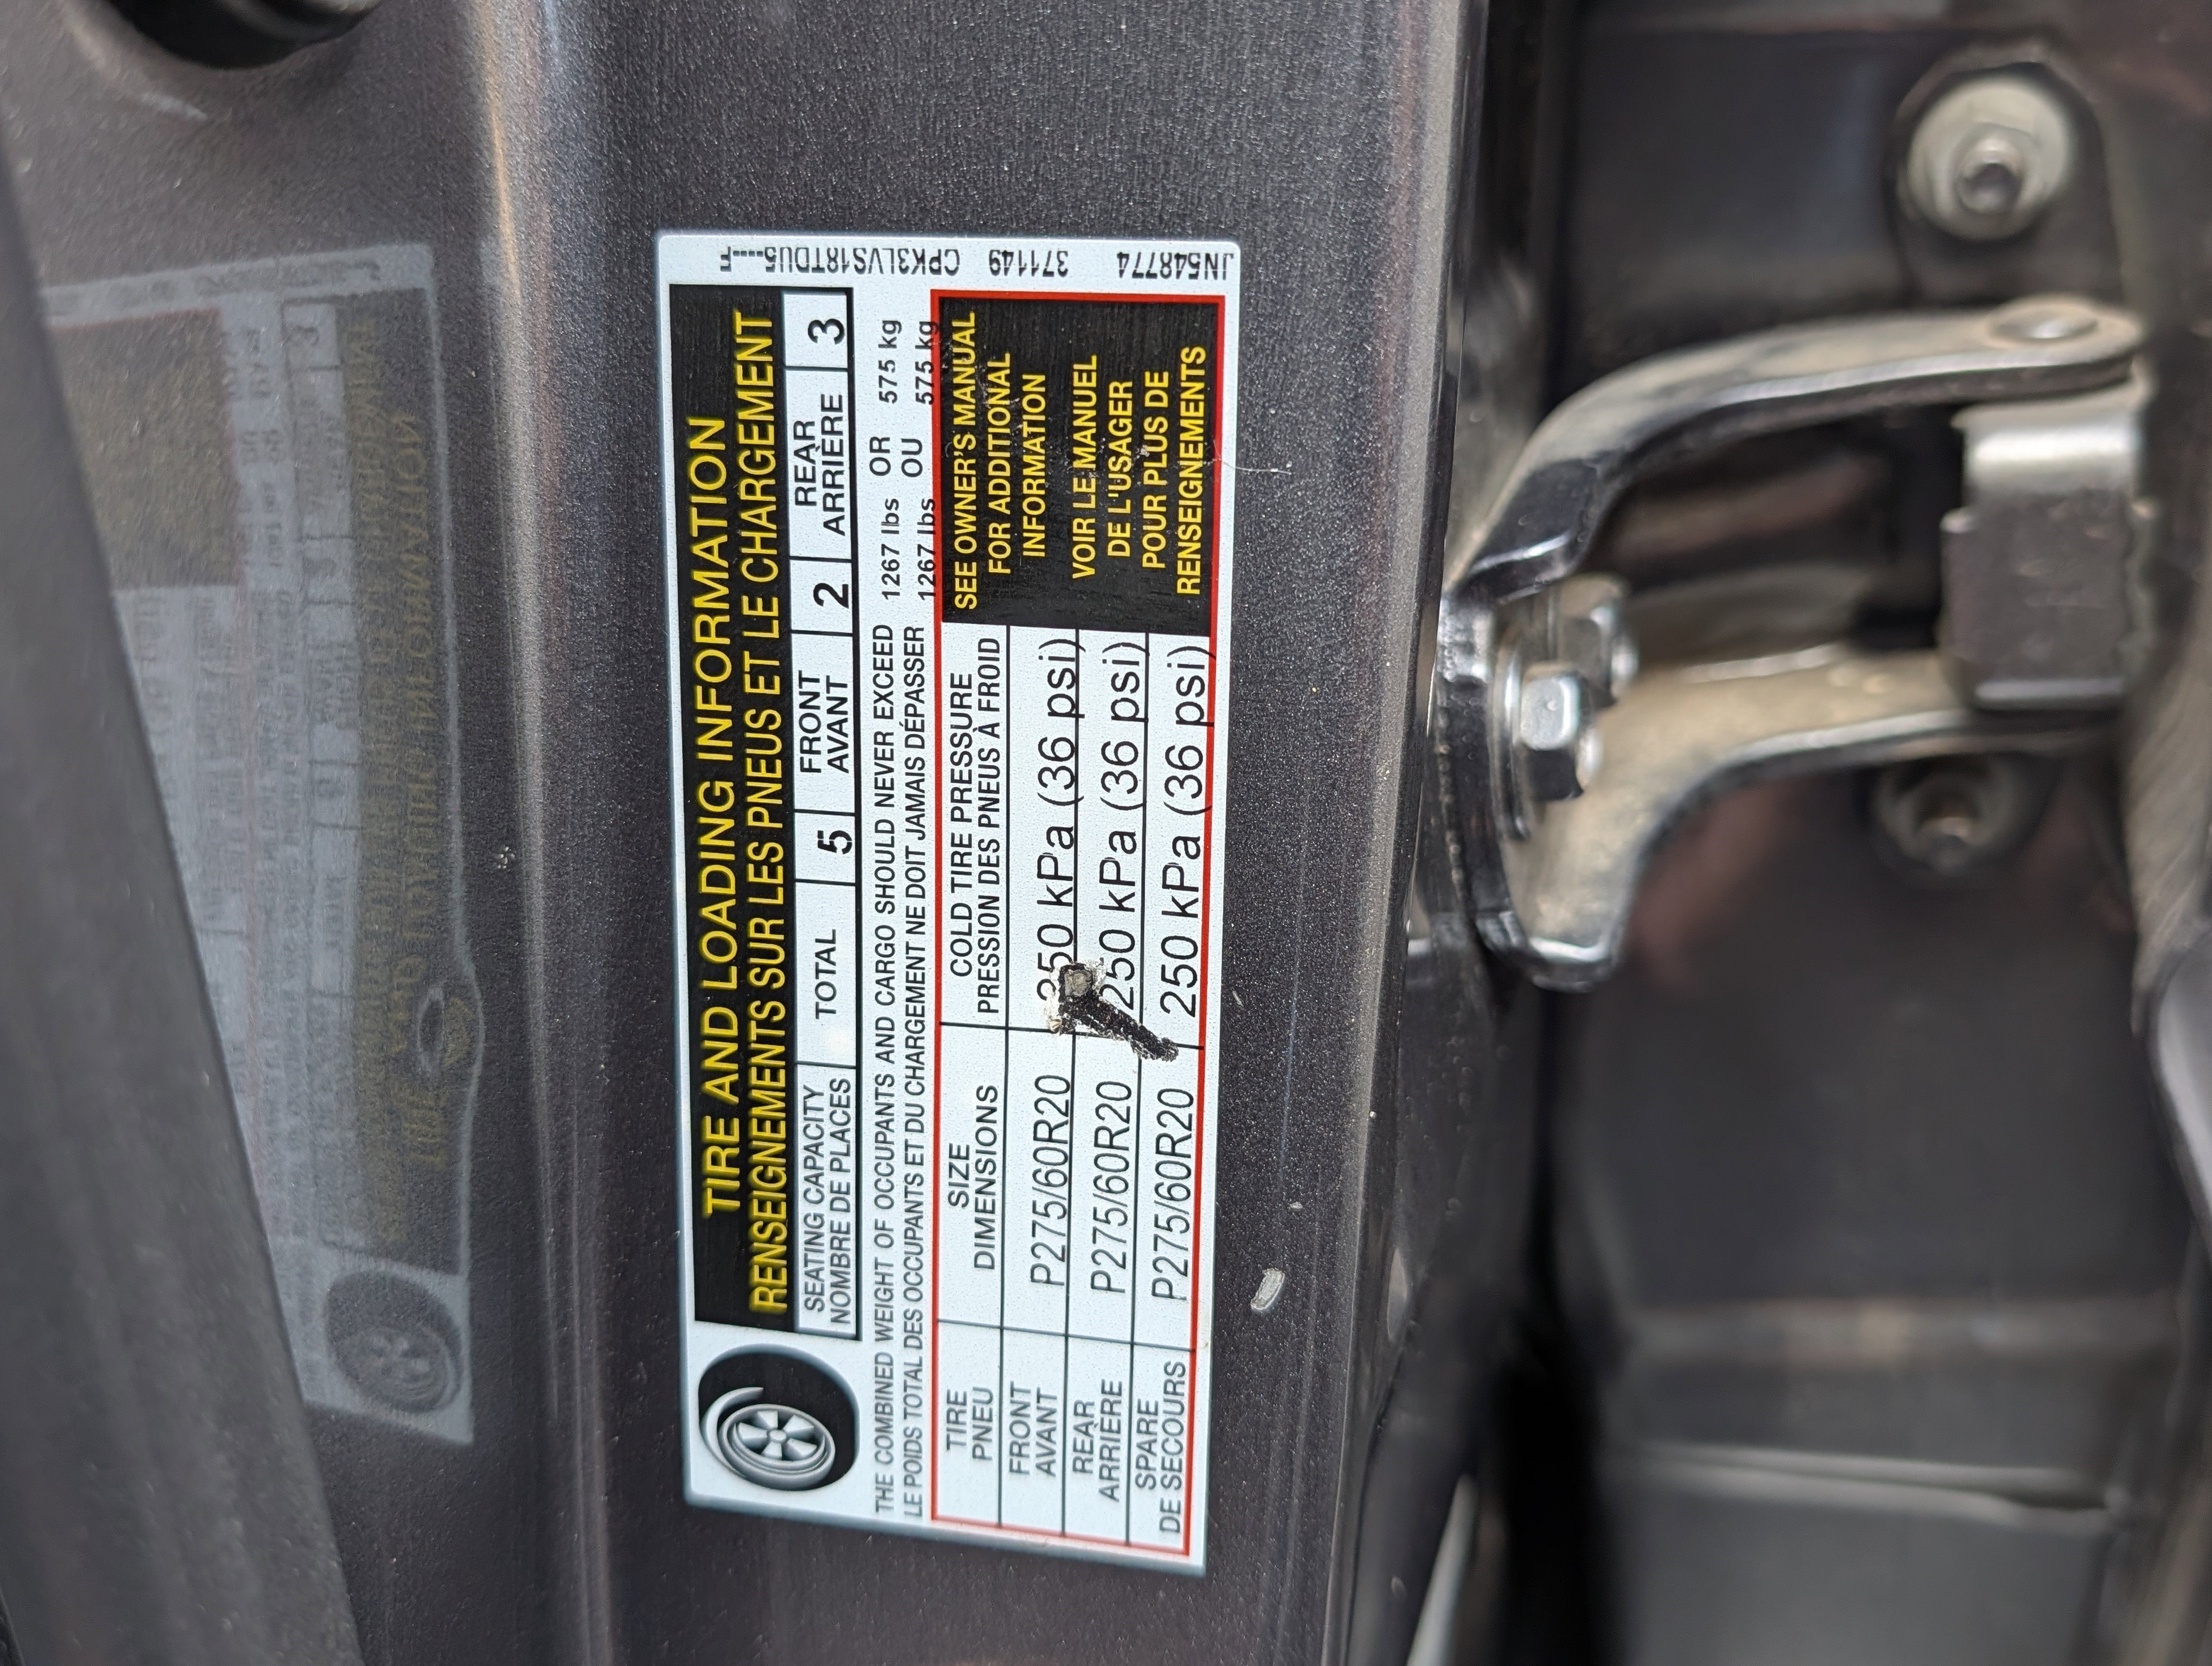 TIRE AND LOADING INFORMATION
RENSEIGNEMENTS SUR LES PNEUS ET LE CHARGEMENT
SEATING CAPACITY
NOMBRE DE PLACES
TOTAL 5
FRONT
AVANT
2
REAR
ARRIÈRE
3
THE COMBINED WEIGHT OF OCCUPANTS AND CARGO SHOULD NEVER EXCEED 1267 lbs OR 575 kg
LE POIDS TOTAL DES OCCUPANTS ET DU CHARGEMENT NE DOIT JAMAIS DÉPASSER 1267 lbs OU 575 kg
TIRE
PNEU
SIZE
DIMENSIONS
COLD TIRE PRESSURE
PRESSION DES PNEUS À FROID
FRONT
AVANT
P275/60R20
250 kPa (36 psi)
REAR
ARRIÈRE
P275/60R20
250 kPa (36 psi)
SPARE
DE SECOURS
P275/60R20
250 kPa (36 psi)
SEE OWNER'S MANUAL
FOR ADDITIONAL
INFORMATION
VOIR LE MANUEL
DE L'USAGER
POUR PLUS DE
RENSEIGNEMENTS
JN548774 371149 CPK3LVS18TDU5----F